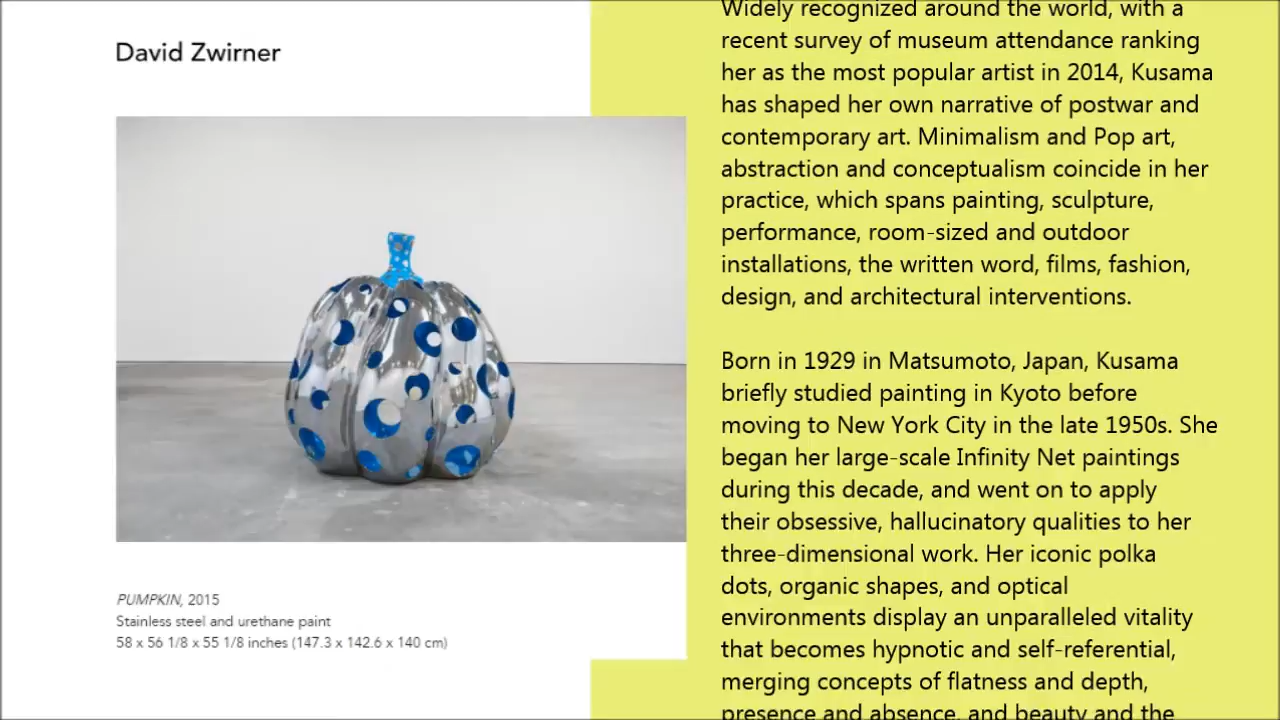 David Zwirner
PUMPKIN, 2015
Stainless steel and urethane paint
58 x 56 1/8 x 55 1/8 inches (147.3 x 142.6 x 140 cm)
Widely recognized around the world, with a
recent survey of museum attendance ranking
her as the most popular artist in 2014, Kusama
has shaped her own narrative of postwar and
contemporary art. Minimalism and Pop art,
abstraction and conceptualism coincide in her
practice, which spans painting, sculpture,
performance, room-sized and outdoor
installations, the written word, films, fashion,
design, and architectural interventions.
Born in 1929 in Matsumoto, Japan, Kusama
briefly studied painting in Kyoto before
moving to New York City in the late 1950s. She
began her large-scale Infinity Net paintings
during this decade, and went on to apply
their obsessive, hallucinatory qualities to her
three-dimensional work. Her iconic polka
dots, organic shapes, and optical
environments display an unparalleled vitality
that becomes hypnotic and self-referential,
merging concepts of flatness and depth,
presence and absence, and beauty and the